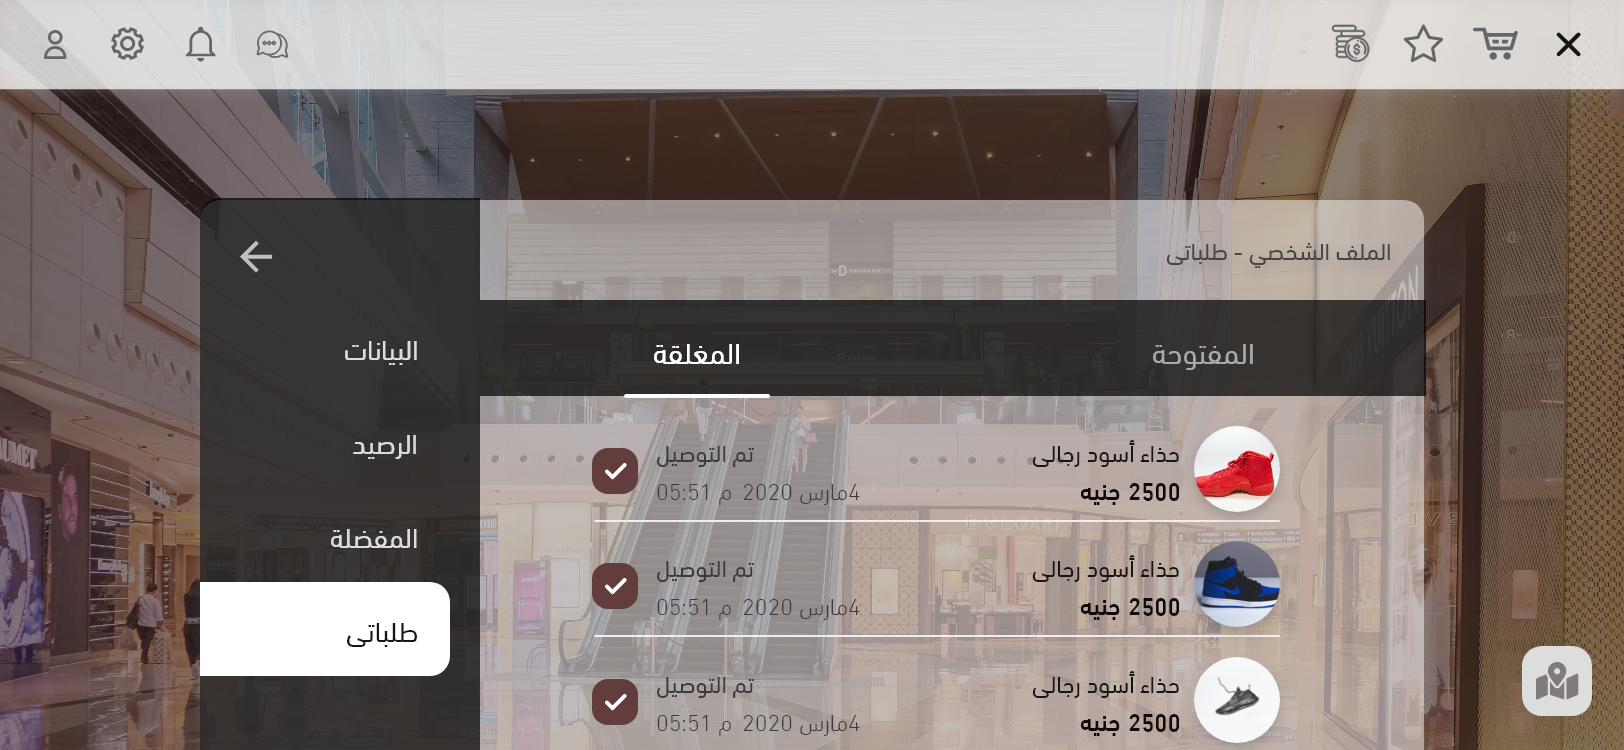 الملف الشخصي - طلباتى
المفتوحة
المغلقة
البيانات
الرصيد
المفضلة
طلباتى
حذاء أسود رجالى
2500 جنيه
تم التوصيل
4مارس 2020 م 05:51
حذاء أسود رجالى
2500 جنيه
تم التوصيل
4مارس 2020 م 05:51
حذاء أسود رجالى
2500 جنيه
تم التوصيل
4مارس 2020 م 05:51
BVLGARI